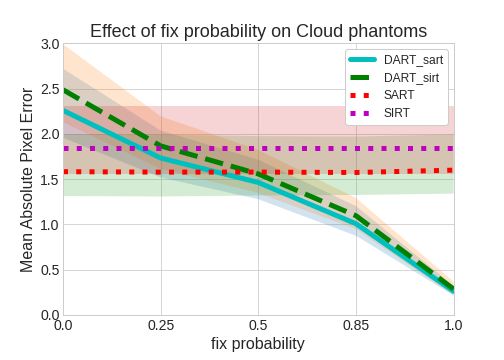 Effect of fix probability on Cloud phantoms
Mean Absolute Pixel Error
3.0
2.5
2.0
1.5
1.0
0.5
0.0
DART_sart
DART_sirt
SART
SIRT
0.0 0.25 0.5 0.85 1.0
fix probability